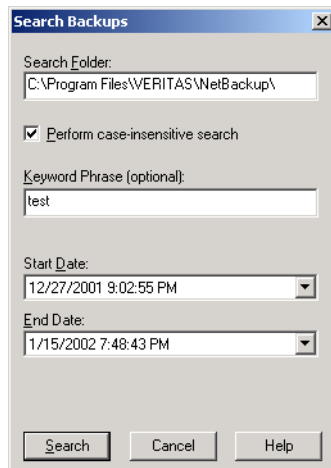 Search Backups
Search Folder:
C:\Program Files\VERITAS\NetBackup\
Perform case-insensitive search
Keyword Phrase (optional):
test
Start Date:
12/27/2001 9:02:55 PM
End Date:
1/15/2002 7:48:43 PM
Search Cancel Help